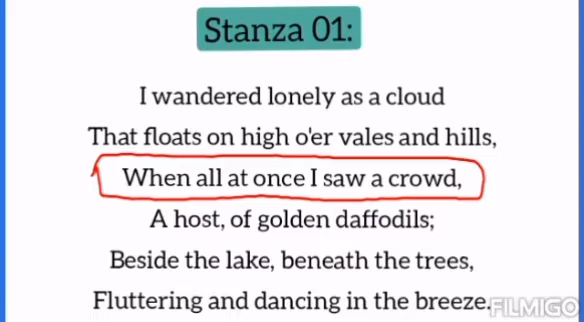 Stanza 01:
I wandered lonely as a cloud
That floats on high o'er vales and hills,
When all at once I saw a crowd,
A host, of golden daffodils;
Beside the lake, beneath the trees,
Fluttering and dancing in the breeze.
FILMIGO